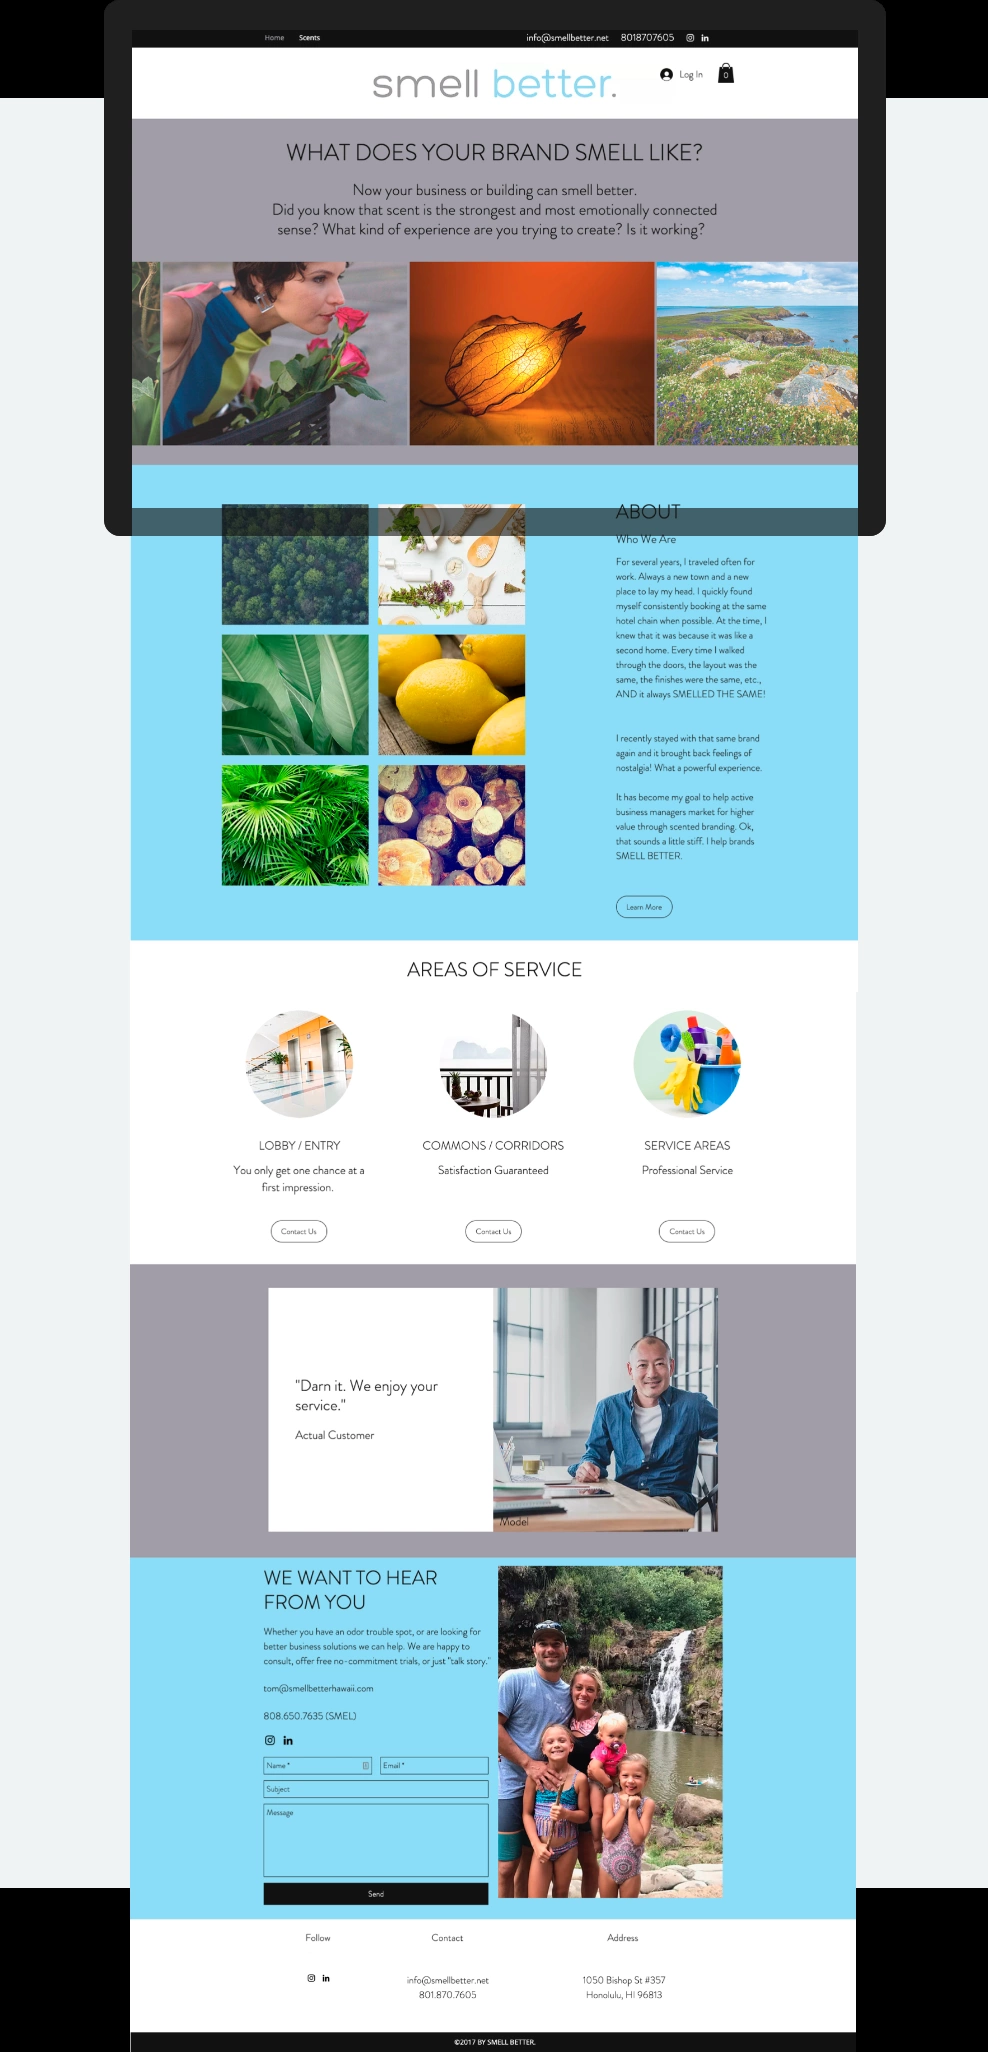 Home Scents info@smellbetter.net 8018707605
smell better.
Log In 0
WHAT DOES YOUR BRAND SMELL LIKE?
Now your business or building can smell better.
Did you know that scent is the strongest and most emotionally connected
sense? What kind of experience are you trying to create? Is it working?
ABOUT
Who We Are
For several years, I traveled often for
work. Always a new town and a new
place to lay my head. I quickly found
myself consistently booking at the same
hotel chain when possible. At the time, I
knew that it was because it was like a
second home. Every time I walked
through the doors, the layout was the
same, the finishes were the same, etc.,
AND it always SMELLED THE SAME!
I recently stayed with that same brand
again and it brought back feelings of
nostalgia! What a powerful experience.
It has become my goal to help active
business managers market for higher
value through scented branding. Ok,
that sounds a little stiff. I help brands
SMELL BETTER.
Learn More
AREAS OF SERVICE
LOBBY / ENTRY
You only get one chance at a
first impression.
Contact Us
COMMONS / CORRIDORS
Satisfaction Guaranteed
Contact Us
SERVICE AREAS
Professional Service
Contact Us
"Darn it. We enjoy your
service."
Actual Customer
Model
WE WANT TO HEAR
FROM YOU
Whether you have an odor trouble spot, or are looking for
better business solutions we can help. We are happy to
consult, offer free no-commitment trials, or just "talk story."
tom@smellbetterhawaii.com
808.650.7635 (SMEL)
Name *
Email *
Subject
Message
Send
Follow
Contact
info@smellbetter.net
801.870.7605
Address
1050 Bishop St #357
Honolulu, HI 96813
©2017 BY SMELL BETTER.